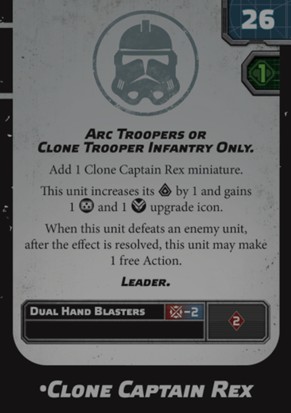 26
1
ARC TROOPERS OR
CLONE TROOPER INFANTRY ONLY.
Add 1 Clone Captain Rex miniature.
This unit increases its by 1 and gains
1 and 1 upgrade icon.
When this unit defeats an enemy unit,
after the effect is resolved, this unit may make
1 free Action.
LEADER.
DUAL HAND BLASTERS -2 2
•CLONE CAPTAIN REX